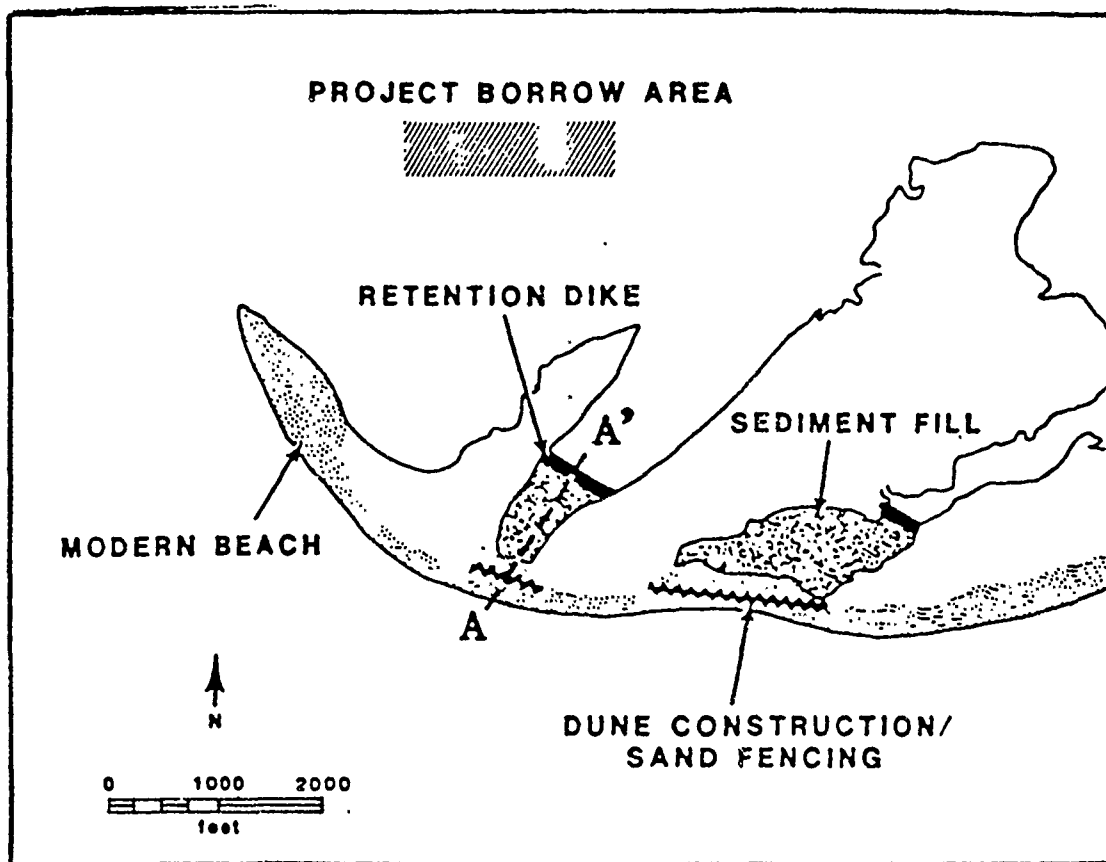 PROJECT BORROW AREA
RETENTION DIKE
A'
SEDIMENT FILL
MODERN BEACH
A
N
DUNE CONSTRUCTION/
SAND FENCING
0 1000 2000
feet